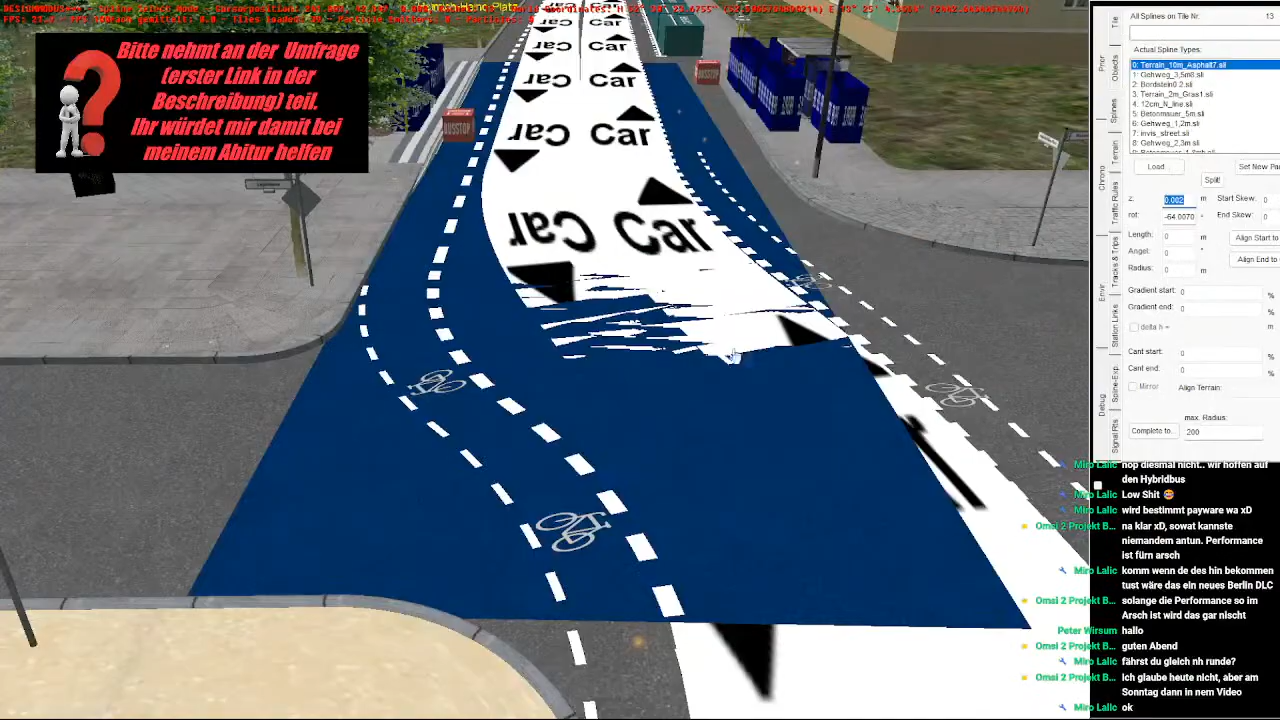 Bitte nehmt an der Umfrage
(erster Link in der
Beschreibung) teil.
Ihr würdet mir damit bei
meinem Abitur helfen
Car
Car
Car
Car
Car
Car
Car
Car
BUSSTOP
BUSSTOP
All Splines on Tile Nr. 13
Actual Spline Types:
0: Terrain_10m_Asphalt7.sli
1: Gehweg_3,5m8.sli
2: Bordstein0.2.sli
3: Terrain_2m_Gras1.sli
4: 12cm_N_line.sli
5: Betonmauer_5m.sli
6: Gehweg_1,2m.sli
7: invis_street.sli
8: Gehweg_2,3m.sli
Load
Set New Pa
Split!
z: 0.002 m Start Skew: 0
rot: -64.0070 ° End Skew: 0
Length: 0 m Align Start to
Angel: 0 °
Align End to
Radius: 0 m
Gradient start: 0 %
Gradient end: 0 %
delta h = m
Cant start: 0 %
Cant end: 0 %
Mirror Align Terrain:
max. Radius:
Complete to... 200
Tile
Objects
Splines
Terrain
Traffic Rules
Tracks & Trips
Station Links
Spline-Exp.
Signal Rts.
Prior.
Chrono
Envir.
Debug
Miro Lalic nop diesmal nicht.. wir hoffen auf
den Hybridbus
Miro Lalic Low Shit 🥵
Miro Lalic wird bestimmt payware wa xD
Omsi 2 Projekt B... na klar xD, sowat kannste
niemandem antun. Performance
ist fürn arsch
Miro Lalic komm wenn de des hin bekommen
tust wäre das ein neues Berlin DLC
Omsi 2 Projekt B... solange die Performance so im
Arsch ist wird das gar nischt
Peter Wirsum hallo
Omsi 2 Projekt B... guten Abend
Miro Lalic fährst du gleich nh runde?
Omsi 2 Projekt B... Ich glaube heute nicht, aber am
Sonntag dann in nem Video
Miro Lalic ok